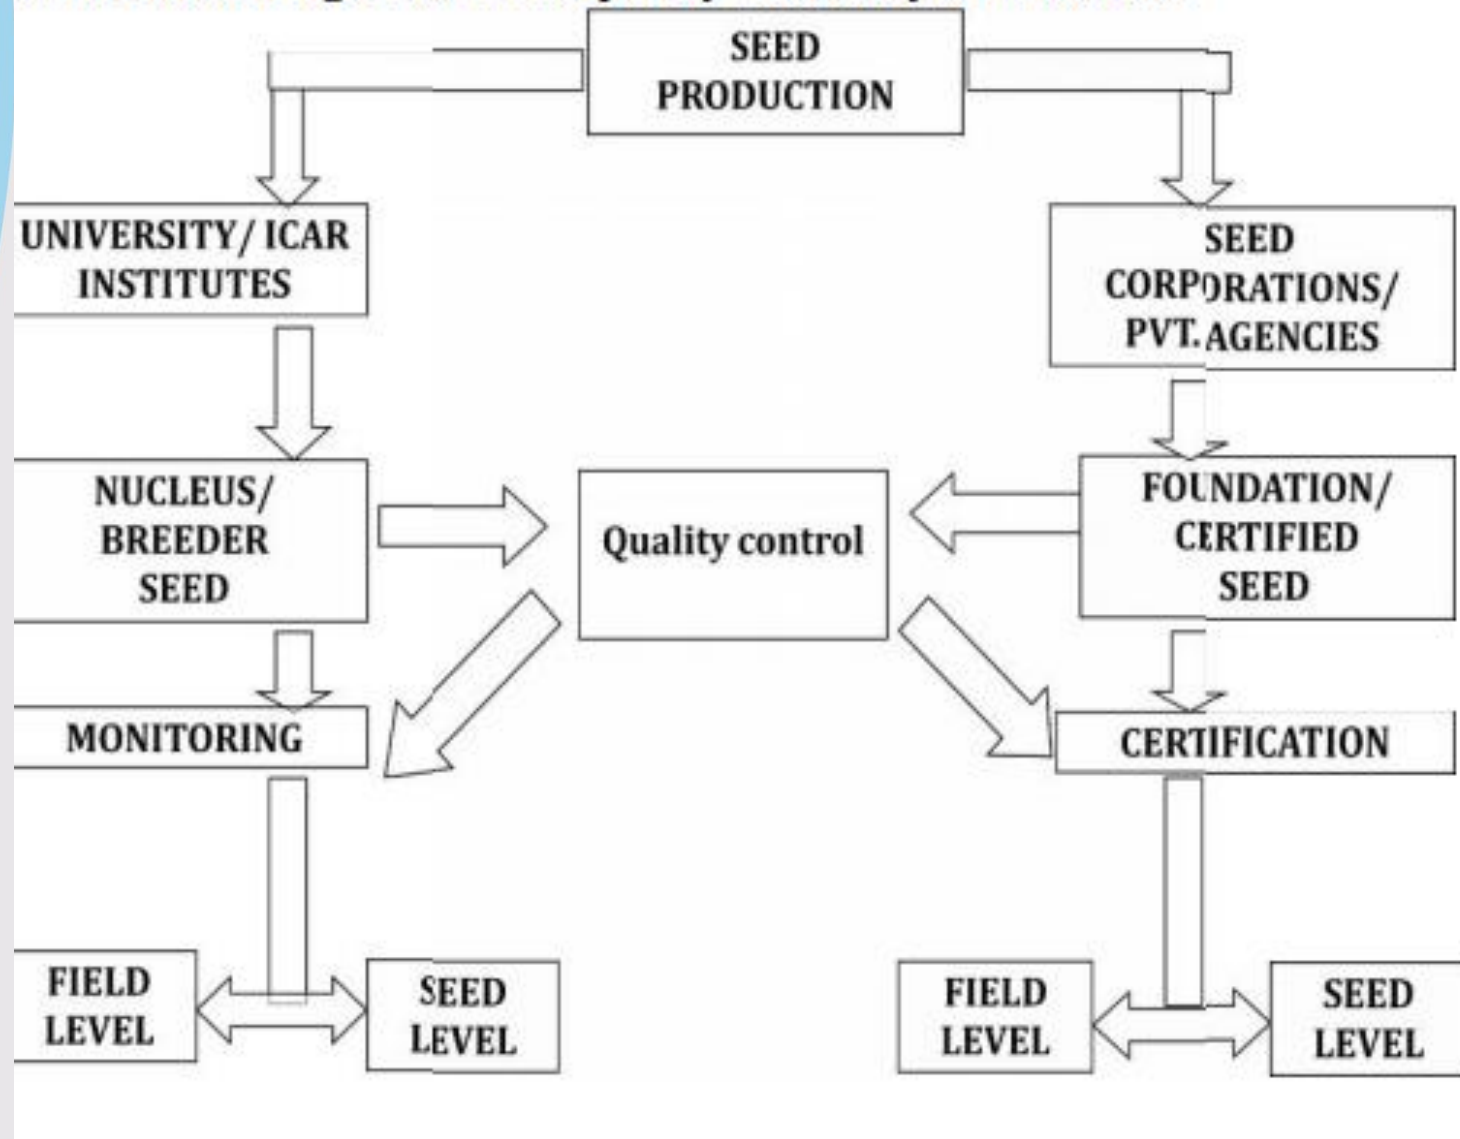 SEED
PRODUCTION
UNIVERSITY/ ICAR
INSTITUTES
SEED
CORPORATIONS/
PVT. AGENCIES
NUCLEUS/
BREEDER
SEED
Quality control
FOUNDATION/
CERTIFIED
SEED
MONITORING
CERTIFICATION
FIELD
LEVEL
SEED
LEVEL
FIELD
LEVEL
SEED
LEVEL